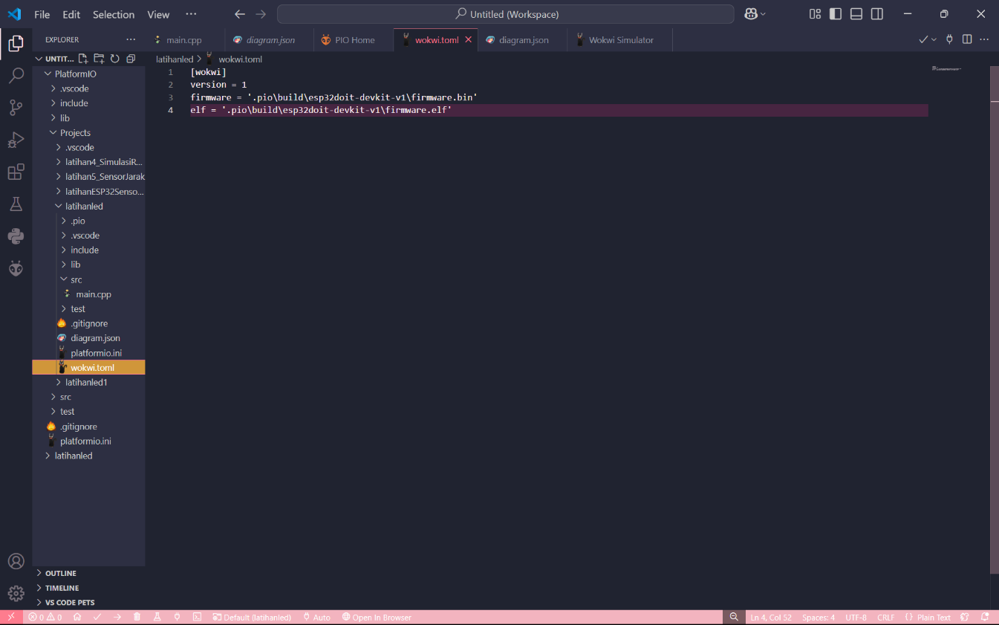 File Edit Selection View ··· Untitled (Workspace)
EXPLORER ···
main.cpp diagram.json PIO Home wokwi.toml diagram.json Wokwi Simulator
UNTIT...
latihanled > wokwi.toml
PlatformIO
.vscode
include
lib
Projects
.vscode
latihan4_SimulasiR...
latihan5_SensorJarak
latihanESP32Senso...
latihanled
.pio
.vscode
include
lib
src
main.cpp
test
.gitignore
diagram.json
platformio.ini
wokwi.toml
latihanled1
src
test
.gitignore
platformio.ini
latihanled
1 [wokwi]
2 version = 1
3 firmware = '.pio\build\esp32doit-devkit-v1\firmware.bin'
4 elf = '.pio\build\esp32doit-devkit-v1\firmware.elf'
OUTLINE
TIMELINE
VS CODE PETS
0 0 Default (latihanled) Auto Open In Browser Ln 4, Col 52 Spaces: 4 UTF-8 CRLF {} Plain Text